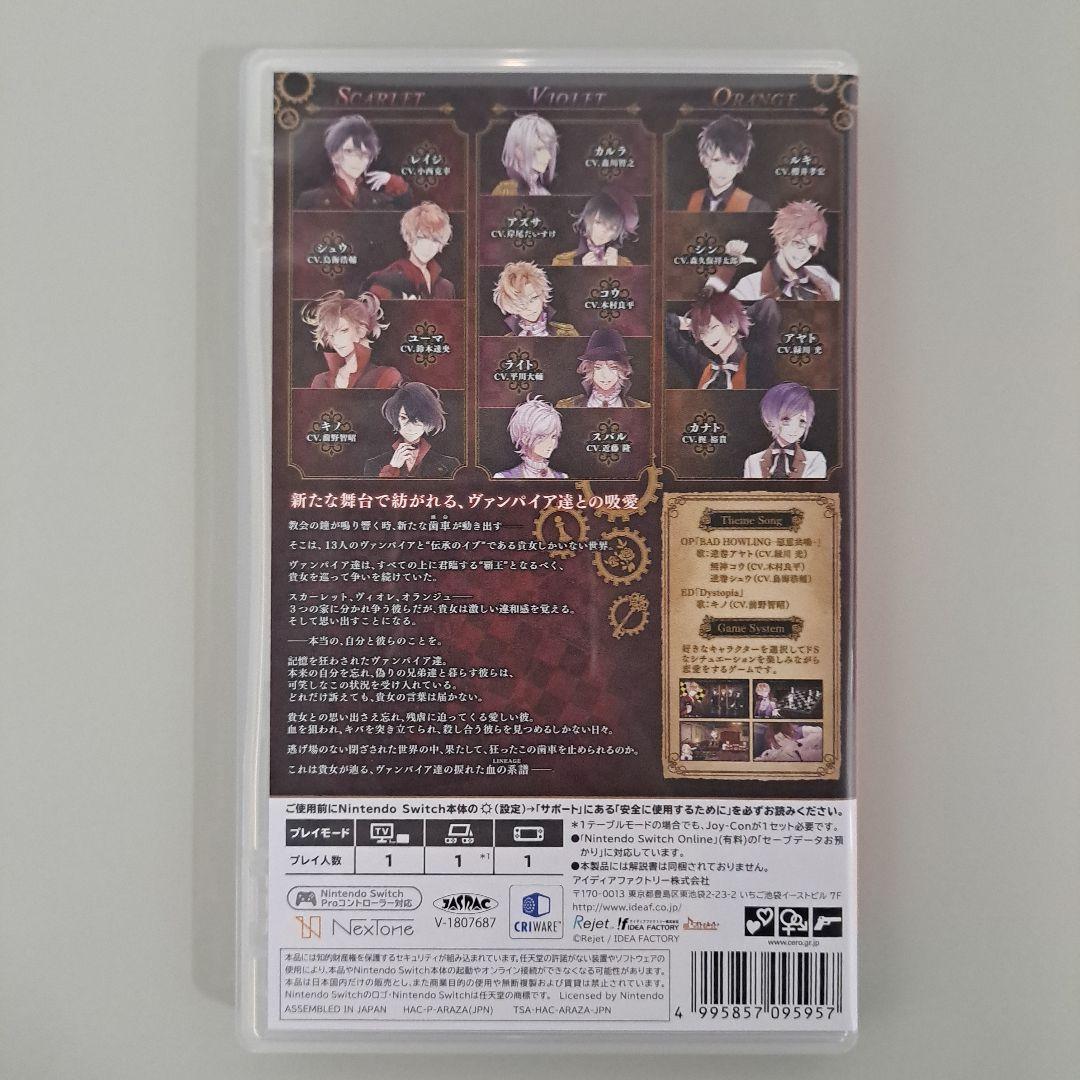 SCARLET
VIOLET
ORANGE
レイジ
CV.小西克幸
シュウ
CV.鳥海浩輔
ユーマ
CV.鈴木達央
キノ
CV.前野智昭
カルラ
CV.森川智之
アズサ
CV.岸尾だいすけ
コウ
CV.木村良平
ライト
CV.平川大輔
スバル
CV.近藤 隆
ルキ
CV.櫻井孝宏
シン
CV.森久保祥太郎
アヤト
CV.緑川 光
カナト
CV.梶 裕貴
新たな舞台で紡がれる、ヴァンパイア達との吸愛
教会の鐘が鳴り響く時、新たな歯車が動き出す――
そこは、13人のヴァンパイアと“伝承のイブ”である貴女しかいない世界。
ヴァンパイア達は、すべての上に君臨する“覇王”となるべく、
貴女を巡って争いを続けていた。
スカーレット、ヴィオレ、オランジュ――
3つの家に分かれ争う彼らだが、貴女は激しい違和感を覚える。
そして思い出すことになる。
――本当の、自分と彼らのことを。
記憶を狂わされたヴァンパイア達。
本来の自分を忘れ、偽りの兄弟達と暮らす彼らは、
可笑しなこの状況を受け入れている。
どれだけ訴えても、貴女の言葉は届かない。
貴女との思い出さえ忘れ、残虐に迫ってくる愛しい彼。
血を狙われ、キバを突き立てられ、殺し合う彼らを見つめるしかない日々。
逃げ場のない閉ざされた世界の中、果たして、狂ったこの歯車を止められるのか。
LINEAGE
これは貴女が辿る、ヴァンパイア達の捩れた血の系譜――
Theme Song
OP「BAD HOWLING -惡悪共鳴-」
歌:逆巻アヤト(CV.緑川 光)
無神コウ(CV.木村良平)
逆巻シュウ(CV.鳥海浩輔)
ED「Dystopia」
歌:キノ(CV.前野智昭)
Game System
好きなキャラクターを選択してドS
なシチュエーションを楽しみながら
恋愛をするゲームです。
ご使用前にNintendo Switch本体の(設定)→「サポート」にある「安全に使用するために」を必ずお読みください。
プレイモード
TV
プレイ人数
1
1 *1
1
*1テーブルモードの場合でも、Joy-Conが1セット必要です。
●「Nintendo Switch Online」(有料)の「セーブデータお預
かり」に対応しています。
●本製品には解説書は同梱されておりません。
アイディアファクトリー株式会社
〒170-0013 東京都豊島区東池袋2-23-2 いちご池袋イーストビル 7F
http://www.ideaf.co.jp/
Nintendo Switch
Proコントローラー対応
JASRAC
V-1807687
CRIWARE™
NexTone
Rejet
アイディアファクトリー株式会社
IDEA FACTORY
©Rejet / IDEA FACTORY
www.cero.gr.jp
本品には知的財産権を保護するセキュリティが組み込まれています。任天堂の許諾がない装置やソフトウェアの
使用により、本品やNintendo Switch本体の起動やオンライン接続ができなくなる可能性があります。
本品は日本国内だけの販売とし、また商業目的の使用や無断複製および賃貸は禁止されています。
Nintendo Switchのロゴ・Nintendo Switchは任天堂の商標です。 Licensed by Nintendo
ASSEMBLED IN JAPAN HAC-P-ARAZA(JPN) TSA-HAC-ARAZA-JPN
4 995857 095957